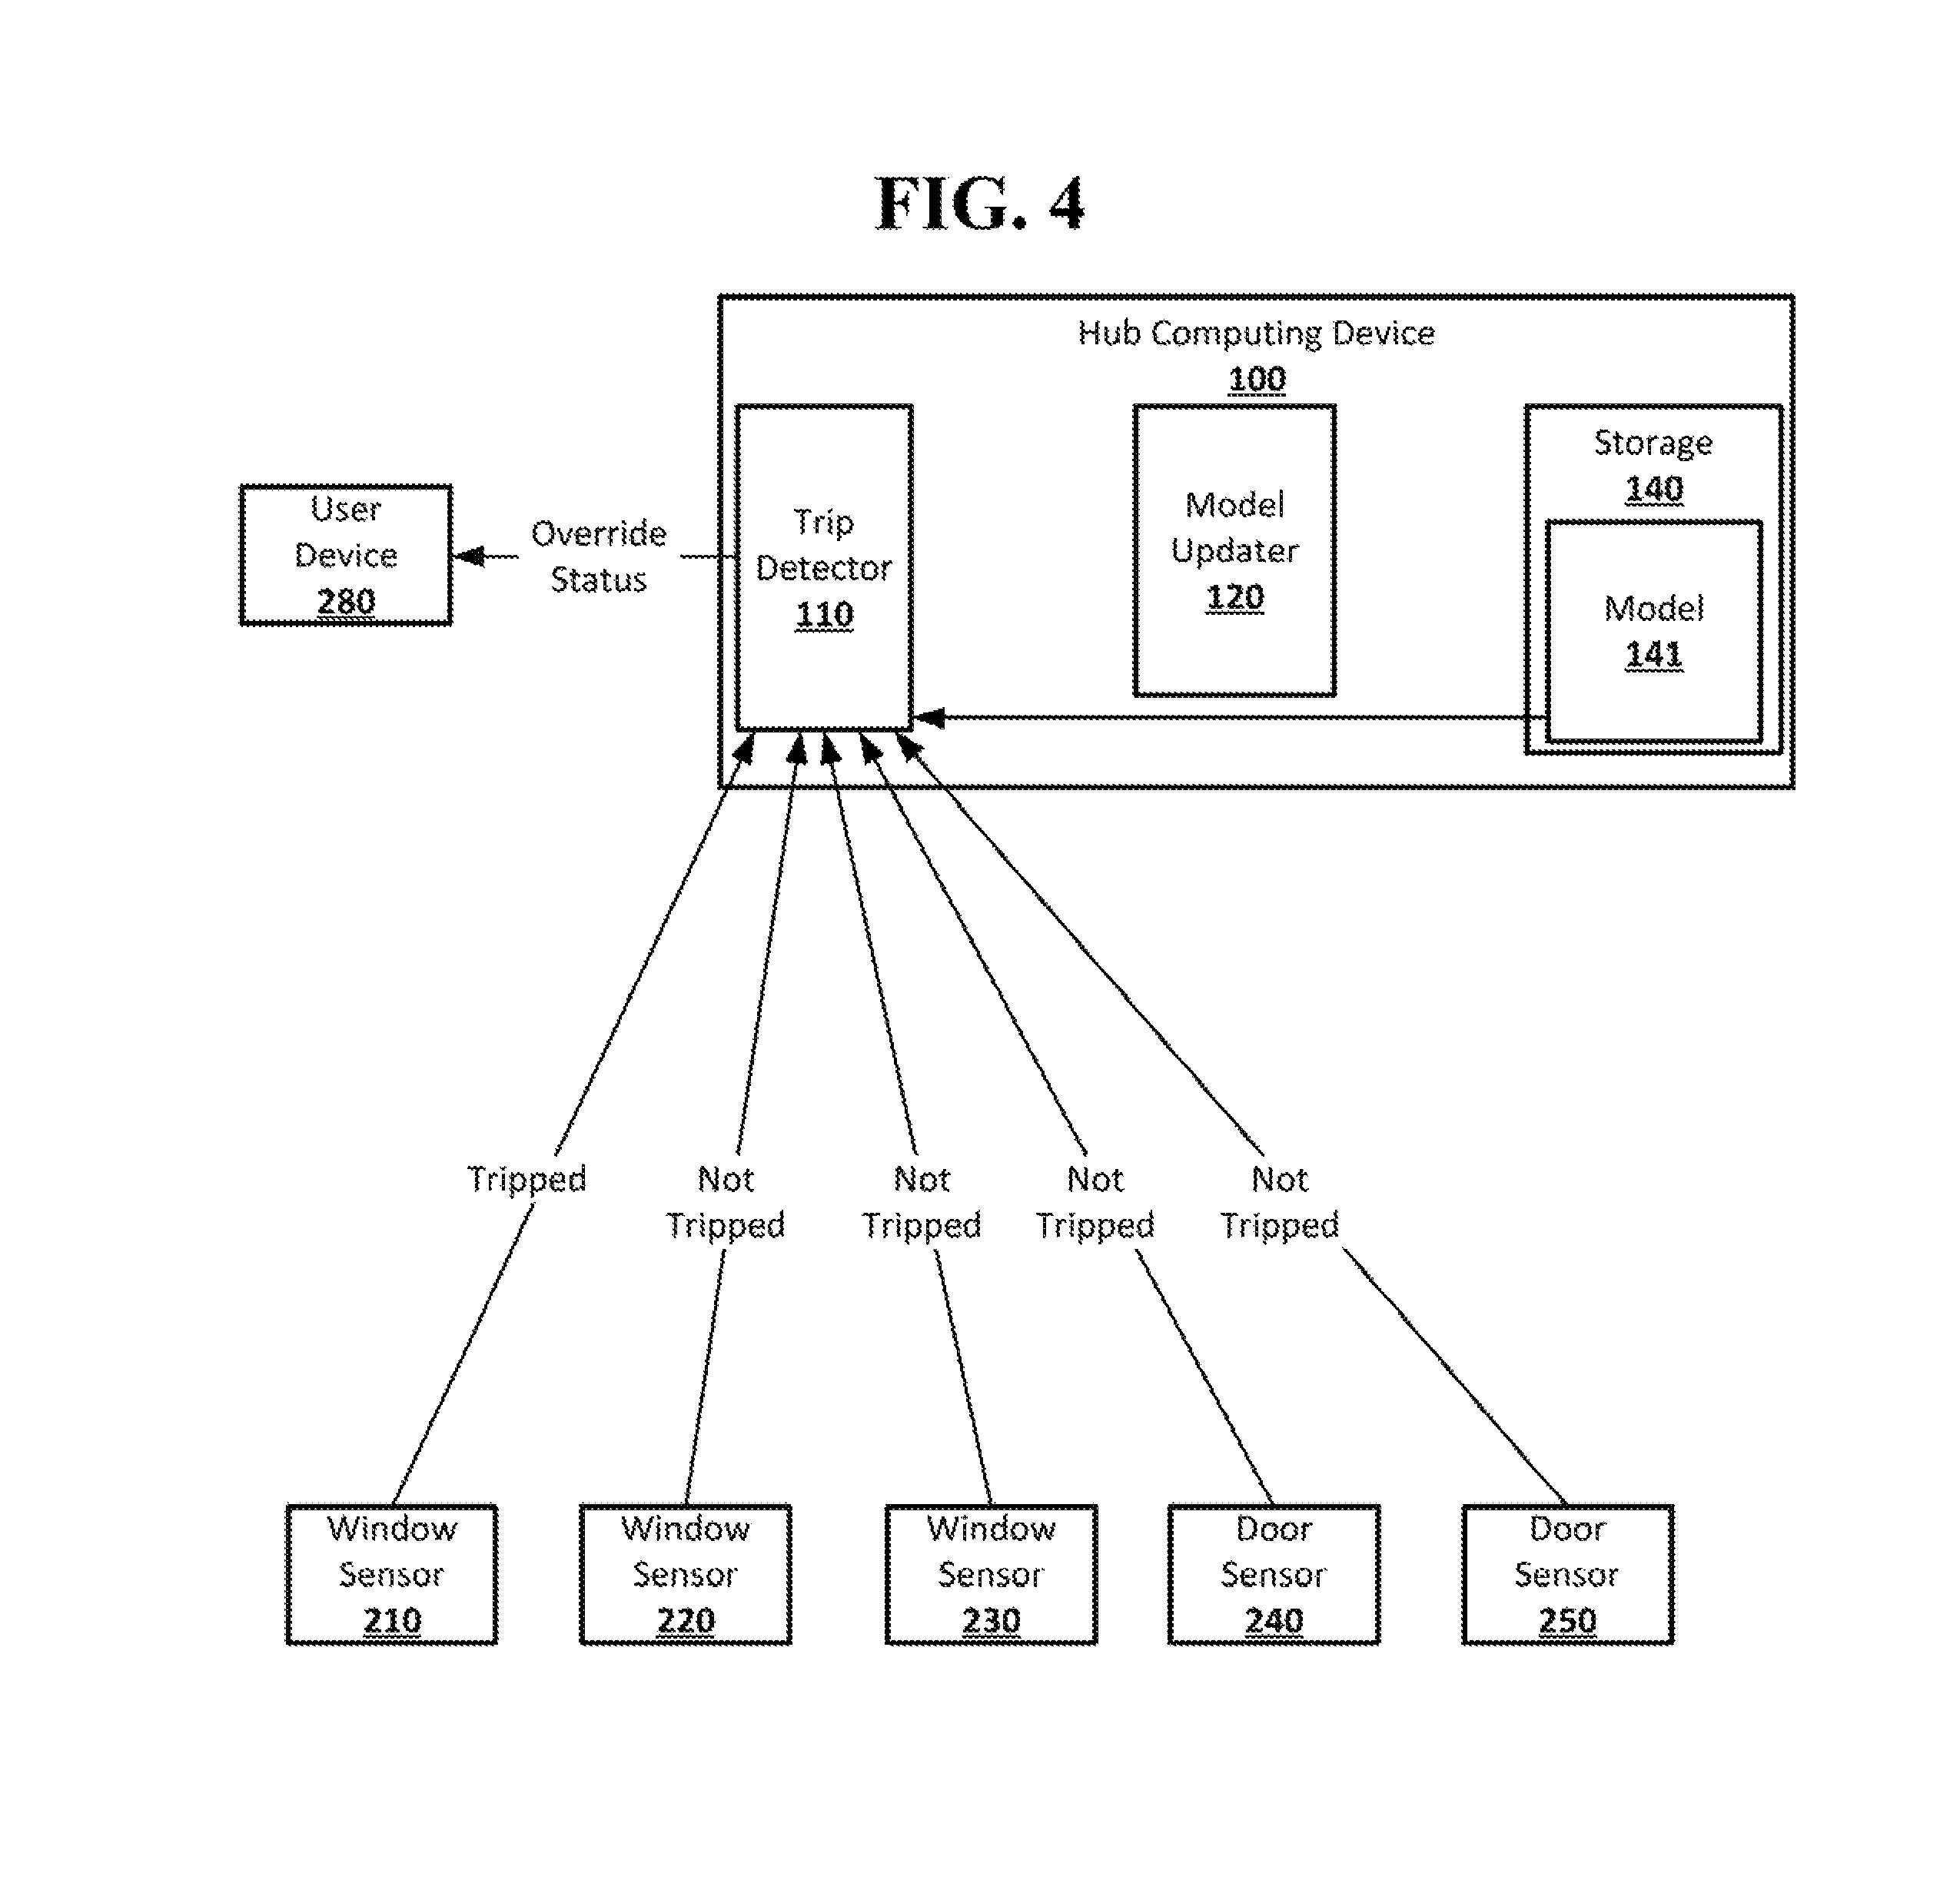 FIG. 4
Hub Computing Device
100
Trip
Detector
110
Model
Updater
120
Storage
140
Model
141
User
Device
280
Override
Status
Tripped
Not
Tripped
Not
Tripped
Not
Tripped
Not
Tripped
Window
Sensor
210
Window
Sensor
220
Window
Sensor
230
Door
Sensor
240
Door
Sensor
250